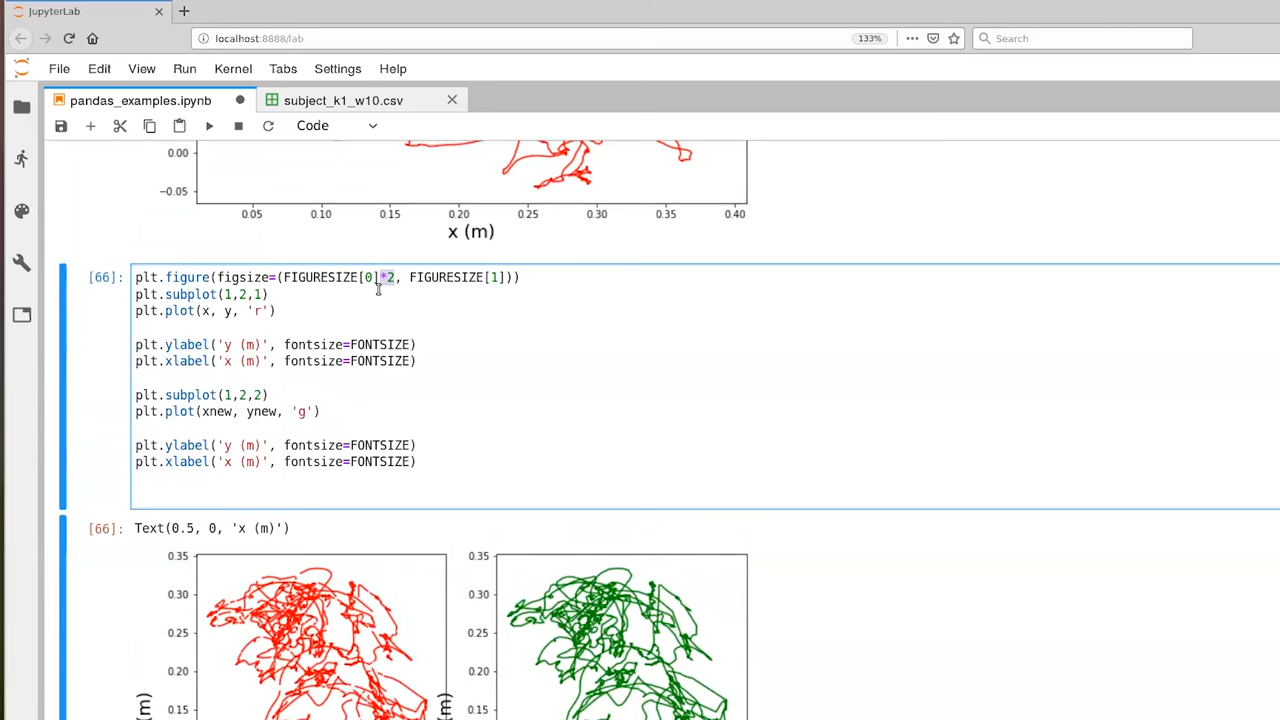 JupyterLab
localhost:8888/lab
133%
Search
File Edit View Run Kernel Tabs Settings Help
pandas_examples.ipynb
subject_k1_w10.csv
Code
0.00
−0.05
0.05 0.10 0.15 0.20 0.25 0.30 0.35 0.40
x (m)
[66]:
plt.figure(figsize=(FIGURESIZE[0]*2, FIGURESIZE[1]))
plt.subplot(1,2,1)
plt.plot(x, y, 'r')
plt.ylabel('y (m)', fontsize=FONTSIZE)
plt.xlabel('x (m)', fontsize=FONTSIZE)
plt.subplot(1,2,2)
plt.plot(xnew, ynew, 'g')
plt.ylabel('y (m)', fontsize=FONTSIZE)
plt.xlabel('x (m)', fontsize=FONTSIZE)
[66]:
Text(0.5, 0, 'x (m)')
0.35
0.30
0.25
0.20
0.15
(m)
0.35
0.30
0.25
0.20
0.15
(m)